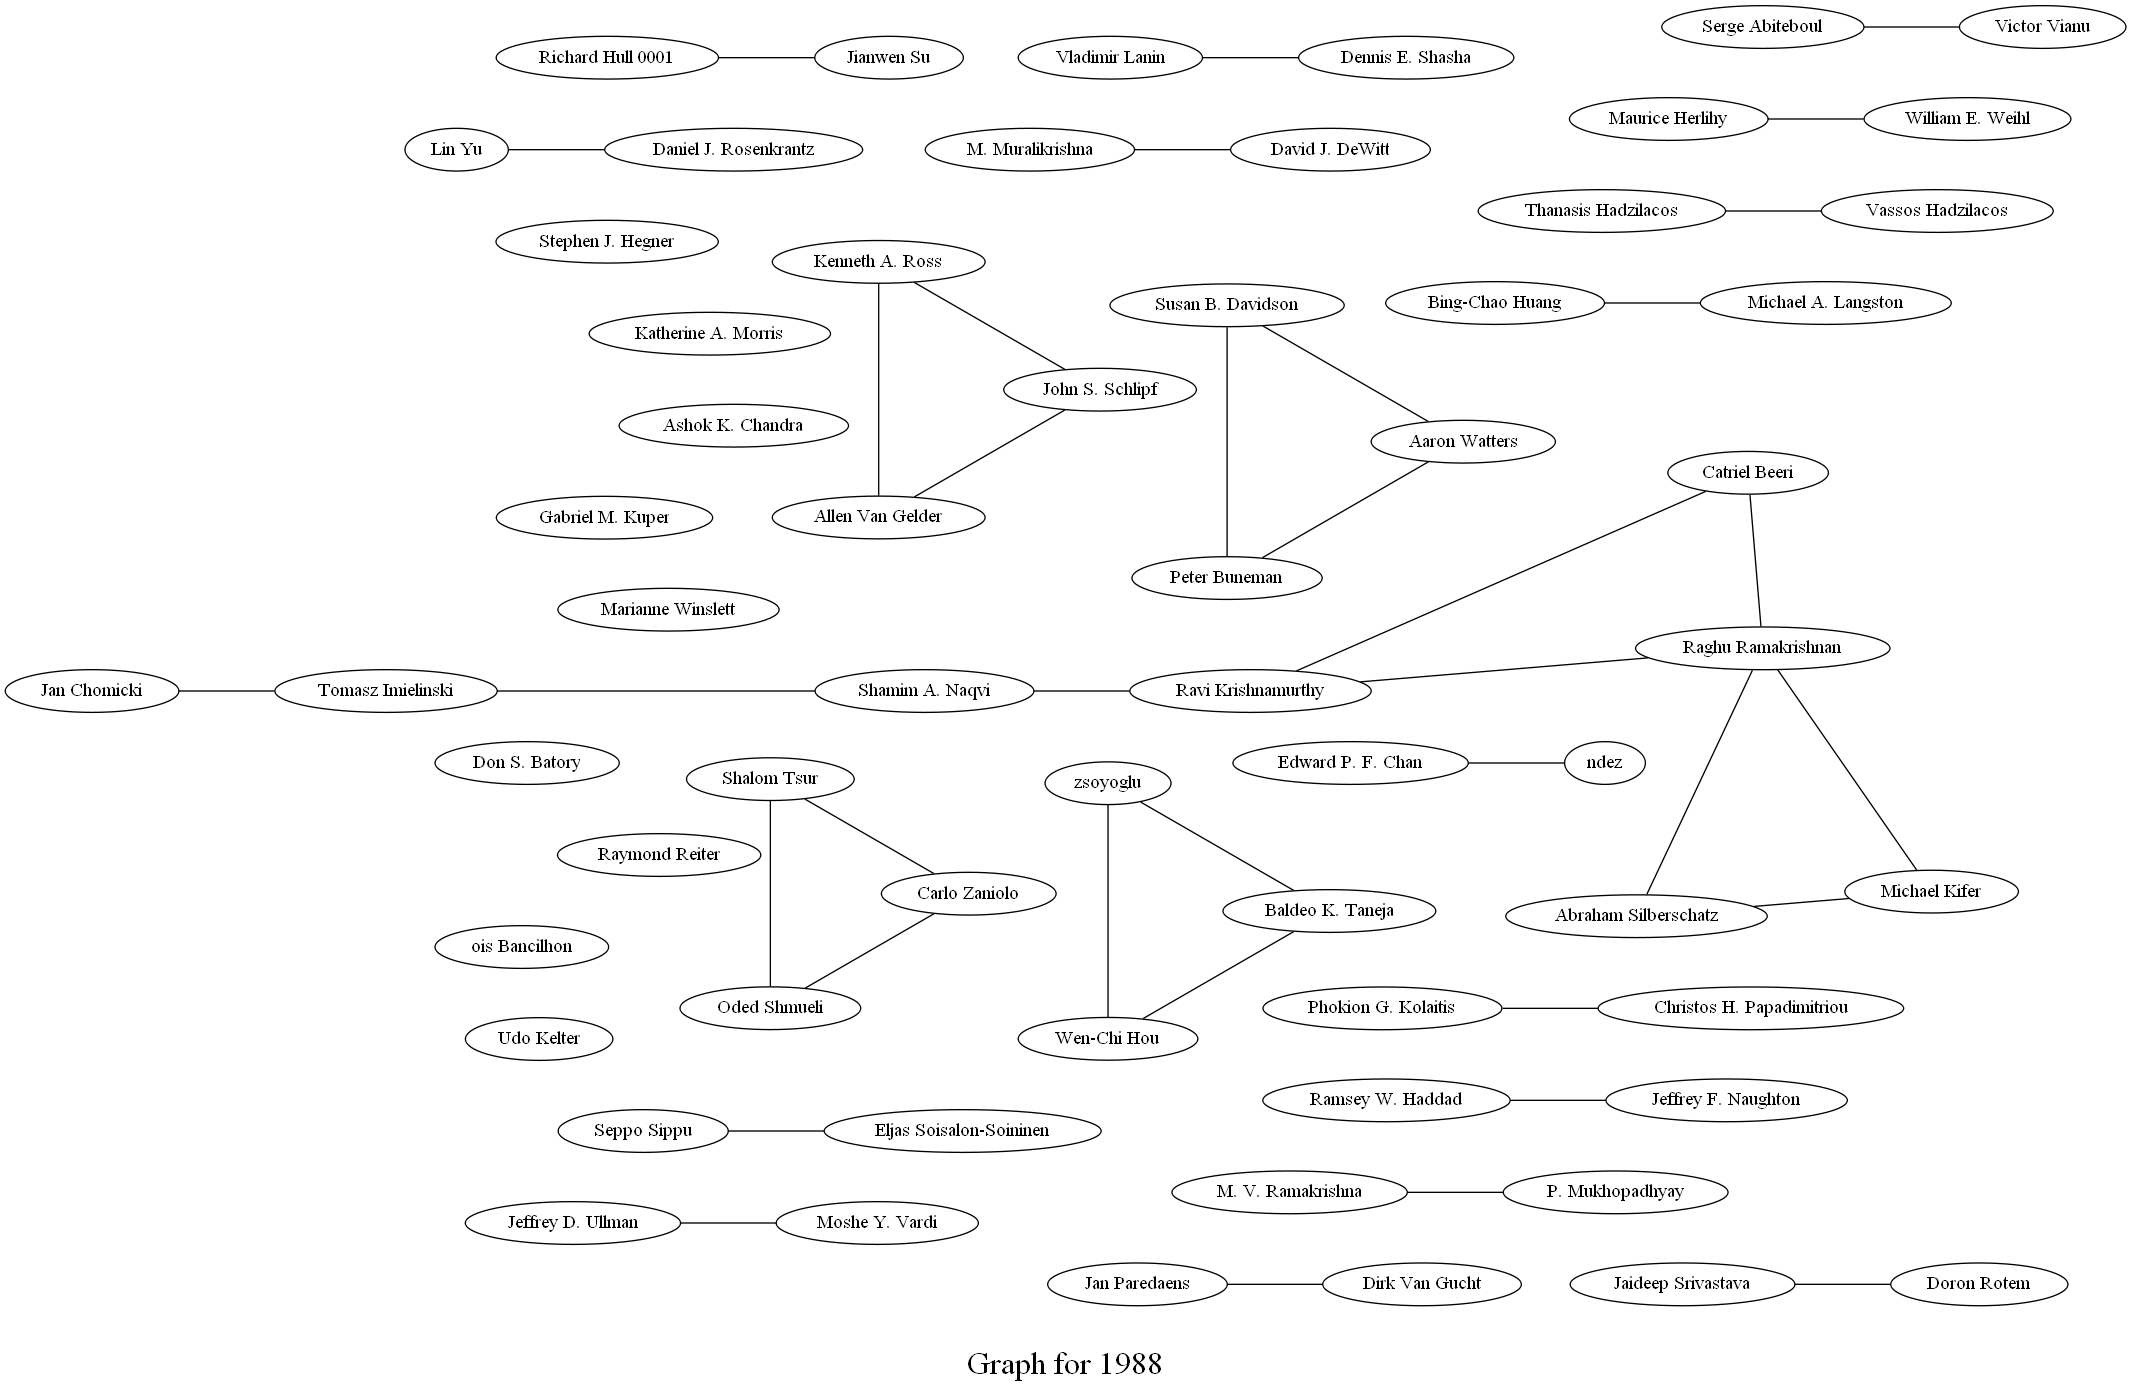 Serge Abiteboul
Victor Vianu
Richard Hull 0001
Jianwen Su
Vladimir Lanin
Dennis E. Shasha
Maurice Herlihy
William E. Weihl
Lin Yu
Daniel J. Rosenkrantz
M. Muralikrishna
David J. DeWitt
Thanasis Hadzilacos
Vassos Hadzilacos
Stephen J. Hegner
Kenneth A. Ross
Susan B. Davidson
Bing-Chao Huang
Michael A. Langston
Katherine A. Morris
John S. Schlipf
Ashok K. Chandra
Aaron Watters
Catriel Beeri
Gabriel M. Kuper
Allen Van Gelder
Peter Buneman
Marianne Winslett
Raghu Ramakrishnan
Jan Chomicki
Tomasz Imielinski
Shamim A. Naqvi
Ravi Krishnamurthy
Don S. Batory
Shalom Tsur
zsoyoglu
Edward P. F. Chan
ndez
Raymond Reiter
Carlo Zaniolo
Baldeo K. Taneja
Abraham Silberschatz
Michael Kifer
ois Bancilhon
Oded Shmueli
Phokion G. Kolaitis
Christos H. Papadimitriou
Udo Kelter
Wen-Chi Hou
Ramsey W. Haddad
Jeffrey F. Naughton
Seppo Sippu
Eljas Soisalon-Soininen
M. V. Ramakrishna
P. Mukhopadhyay
Jeffrey D. Ullman
Moshe Y. Vardi
Jan Paredaens
Dirk Van Gucht
Jaideep Srivastava
Doron Rotem
Graph for 1988